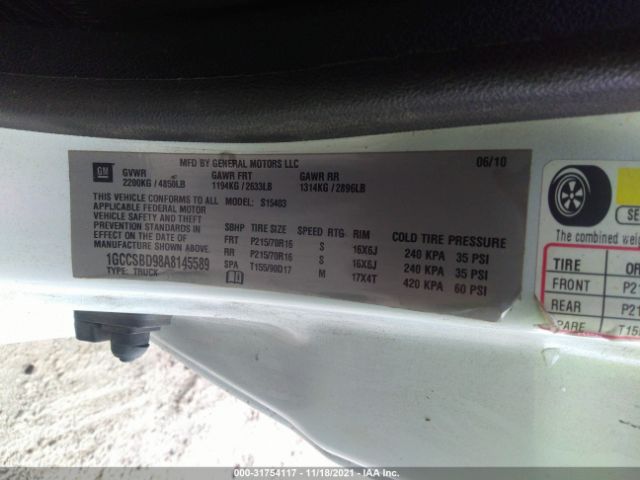 MFD BY GENERAL MOTORS LLC 06/10
GM
GVWR GAWR FRT GAWR RR
2200KG / 4850LB 1194KG / 2633LB 1314KG / 2896LB
THIS VEHICLE CONFORMS TO ALL MODEL: S15403
APPLICABLE FEDERAL MOTOR
VEHICLE SAFETY AND THEFT
PREVENTION STANDARDS IN
EFFECT ON THE DATE OF
MANUFACTURE SHOWN ABOVE.
1GCCSBD98A8145589
TYPE: TRUCK
SBHP TIRE SIZE SPEED RTG RIM COLD TIRE PRESSURE
FRT P215/70R16 S 16X6J 240 KPA 35 PSI
RR P215/70R16 S 16X6J 240 KPA 35 PSI
SPA T155/90D17 M 17X4T 420 KPA 60 PSI
SE
The combined wei
TIRE OR
FRONT P21
REAR P21
SPARE T15
000-31754117 - 11/18/2021 - IAA Inc.